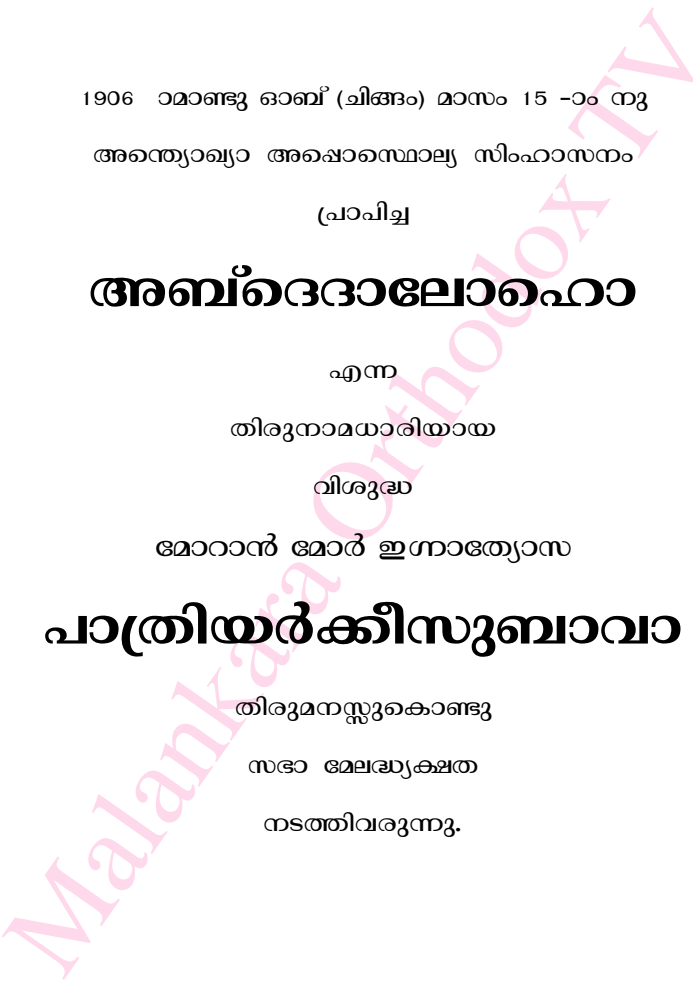 1906 ാമാണ്ടു ഓബ് (ചിങ്ങം) മാസം 15 -ാം നു
അന്ത്യൊഖ്യാ അപ്പൊസ്ഥൊല്യ സിംഹാസനം
പ്രാപിച്ച
അബ്ദെദാലോഹൊ
എന്ന
തിരുനാമധാരിയായ
വിശുദ്ധ
മോറാൻ മോർ ഇഗ്നാത്യോസ
പാത്രിയർക്കീസുബാവാ
തിരുമനസ്സുകൊണ്ടു
സഭാ മേലദ്ധ്യക്ഷത
നടത്തിവരുന്നു.
Malankara Orthodox TV